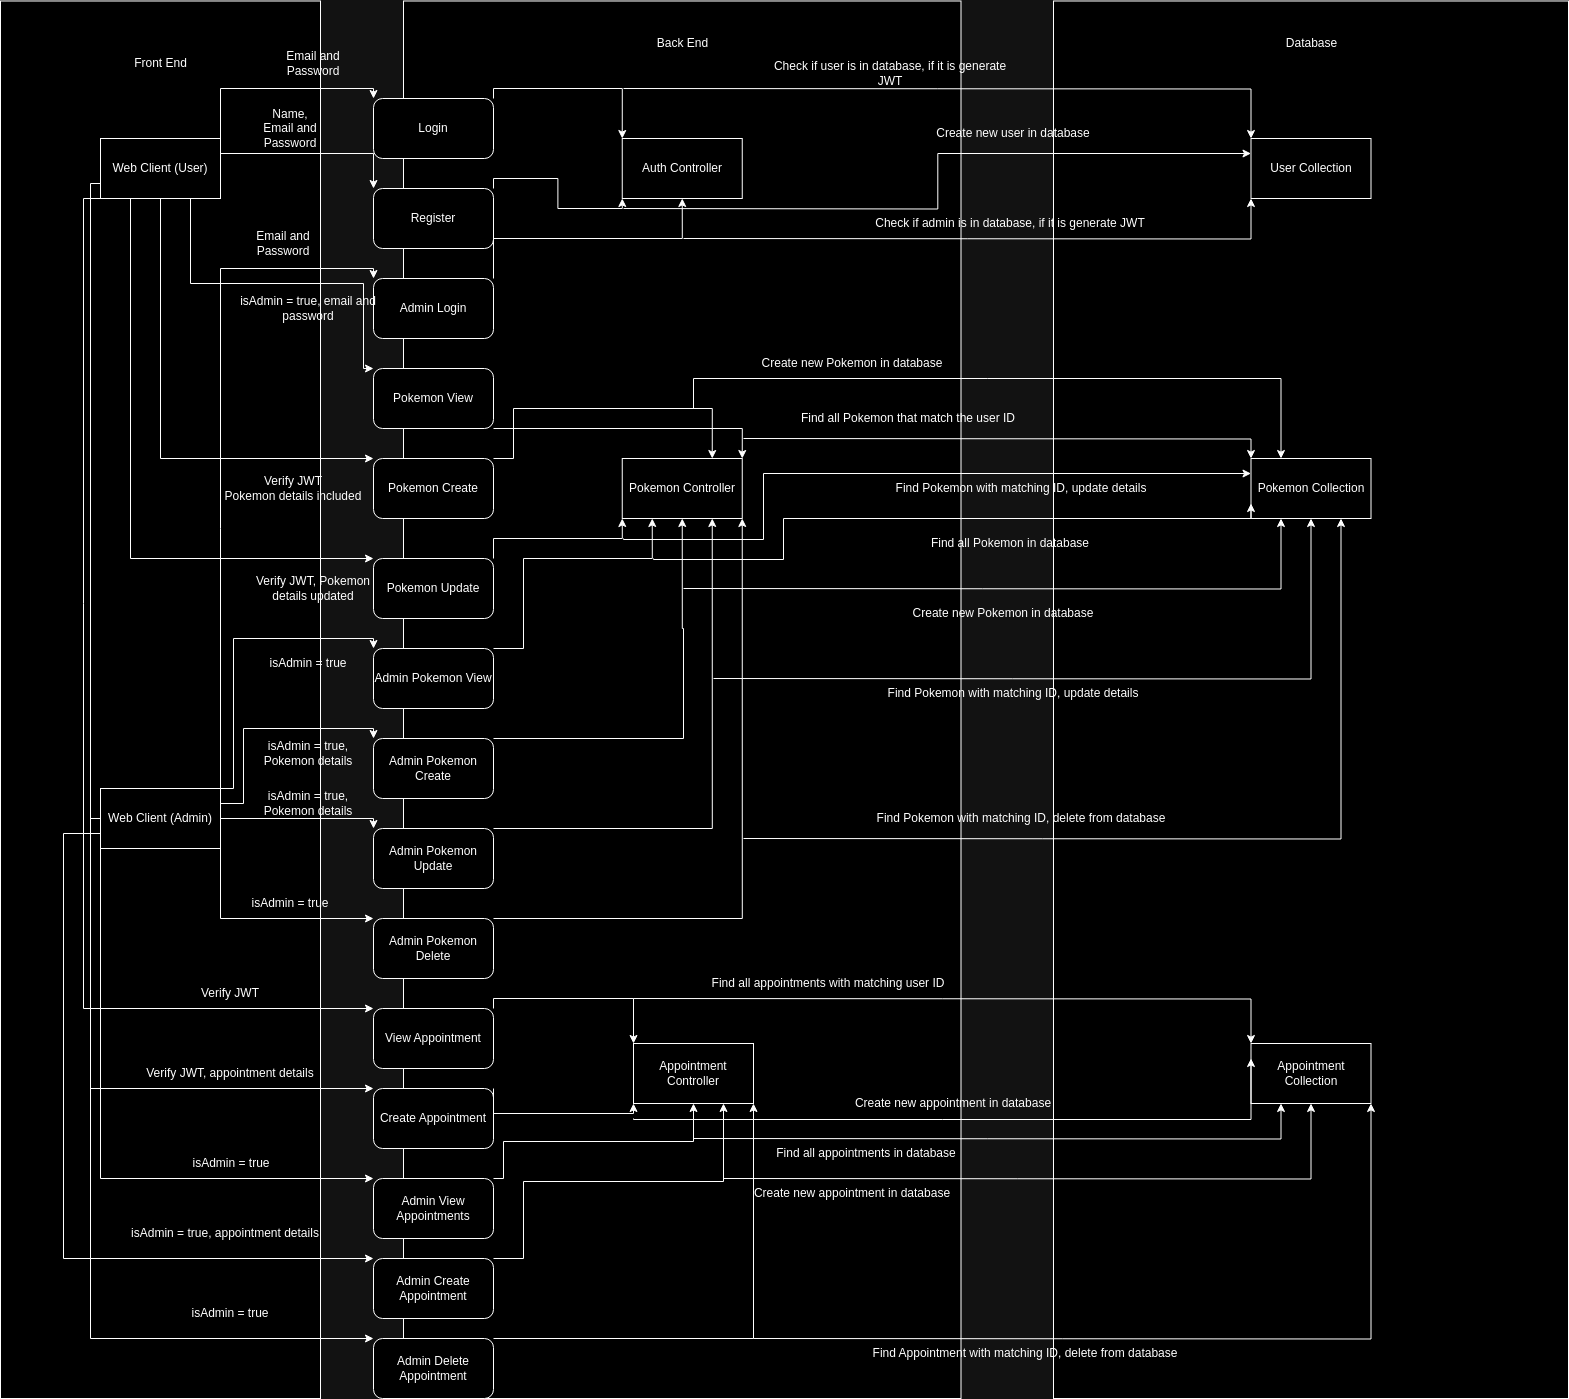 Front End
Back End
Database
Email and
Password
Name,
Email and
Password
Web Client (User)
Email and
Password
isAdmin = true, email and
password
Verify JWT
Pokemon details included
Verify JWT, Pokemon
details updated
isAdmin = true
isAdmin = true,
Pokemon details
isAdmin = true,
Pokemon details
Web Client (Admin)
isAdmin = true
Verify JWT
Verify JWT, appointment details
isAdmin = true
isAdmin = true, appointment details
isAdmin = true
Login
Register
Admin Login
Pokemon View
Pokemon Create
Pokemon Update
Admin Pokemon View
Admin Pokemon
Create
Admin Pokemon
Update
Admin Pokemon
Delete
View Appointment
Create Appointment
Admin View
Appointments
Admin Create
Appointment
Admin Delete
Appointment
Check if user is in database, if it is generate
JWT
Auth Controller
Create new user in database
User Collection
Check if admin is in database, if it is generate JWT
Create new Pokemon in database
Find all Pokemon that match the user ID
Pokemon Controller
Find Pokemon with matching ID, update details
Pokemon Collection
Find all Pokemon in database
Create new Pokemon in database
Find Pokemon with matching ID, update details
Find Pokemon with matching ID, delete from database
Find all appointments with matching user ID
Appointment
Controller
Appointment
Collection
Create new appointment in database
Find all appointments in database
Create new appointment in database
Find Appointment with matching ID, delete from database